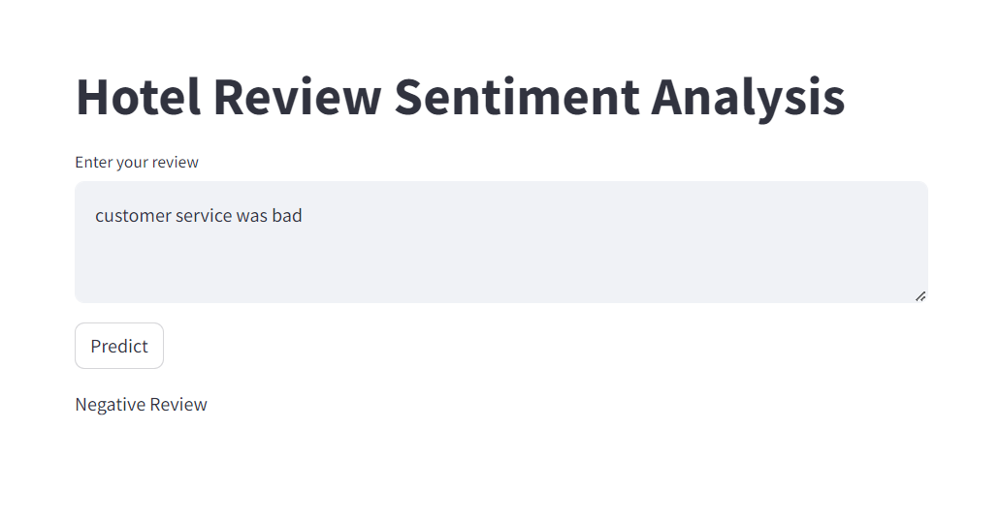 Hotel Review Sentiment Analysis
Enter your review
customer service was bad
Predict
Negative Review